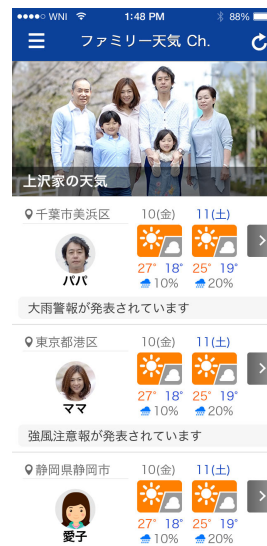 WNI 1:48 PM 88%
ファミリー天気 Ch.
上沢家の天気
千葉市美浜区 10(金) 11(土)
27° 18° 25° 19°
10% 20%
パパ
大雨警報が発表されています
東京都港区 10(金) 11(土)
27° 18° 25° 19°
10% 20%
ママ
強風注意報が発表されています
静岡県静岡市 10(金) 11(土)
27° 18° 25° 19°
10% 20%
愛子